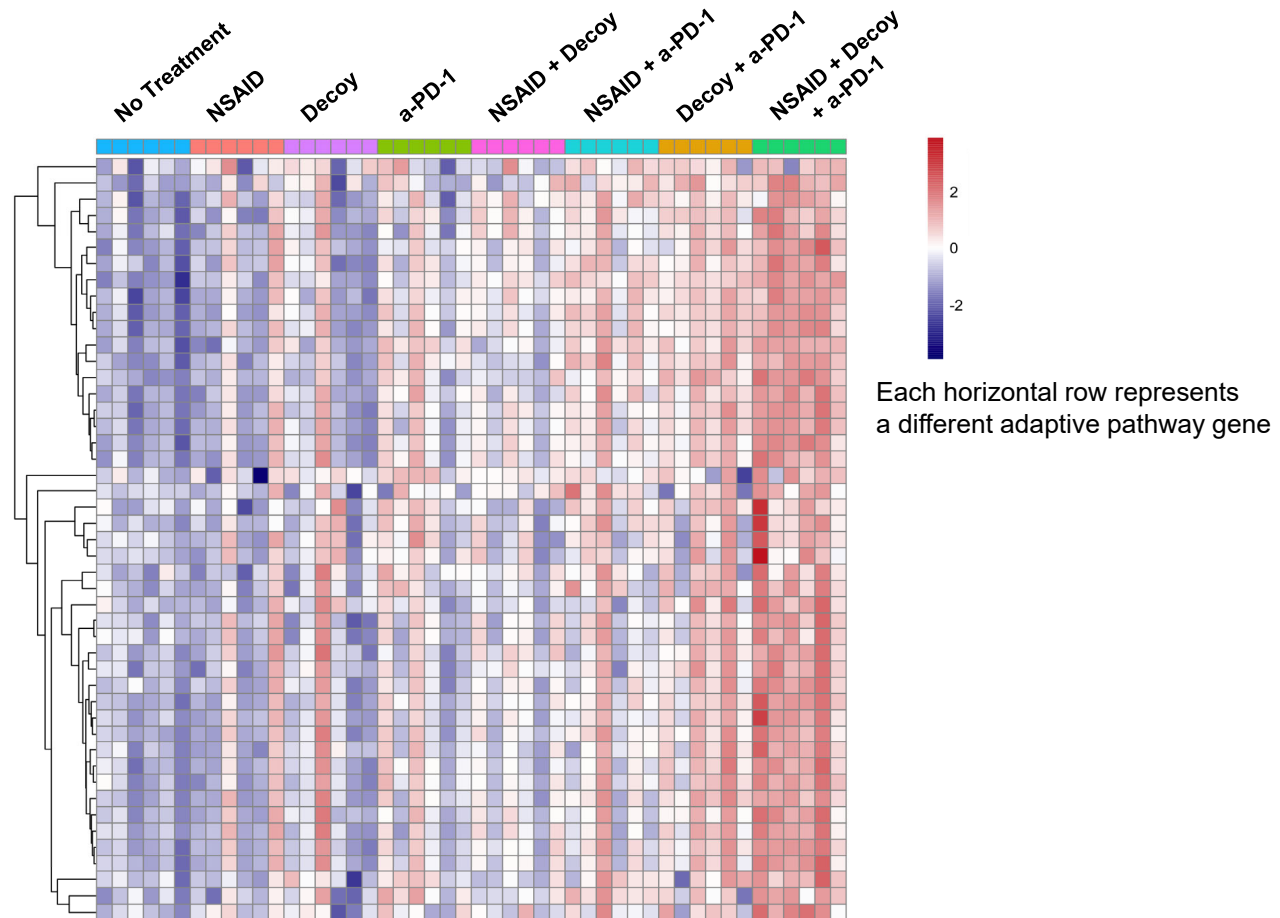 No Treatment
NSAID
Decoy
a-PD-1
NSAID + Decoy
NSAID + a-PD-1
Decoy + a-PD-1
NSAID + Decoy
+ a-PD-1
2
0
-2
Each horizontal row represents
a different adaptive pathway gene